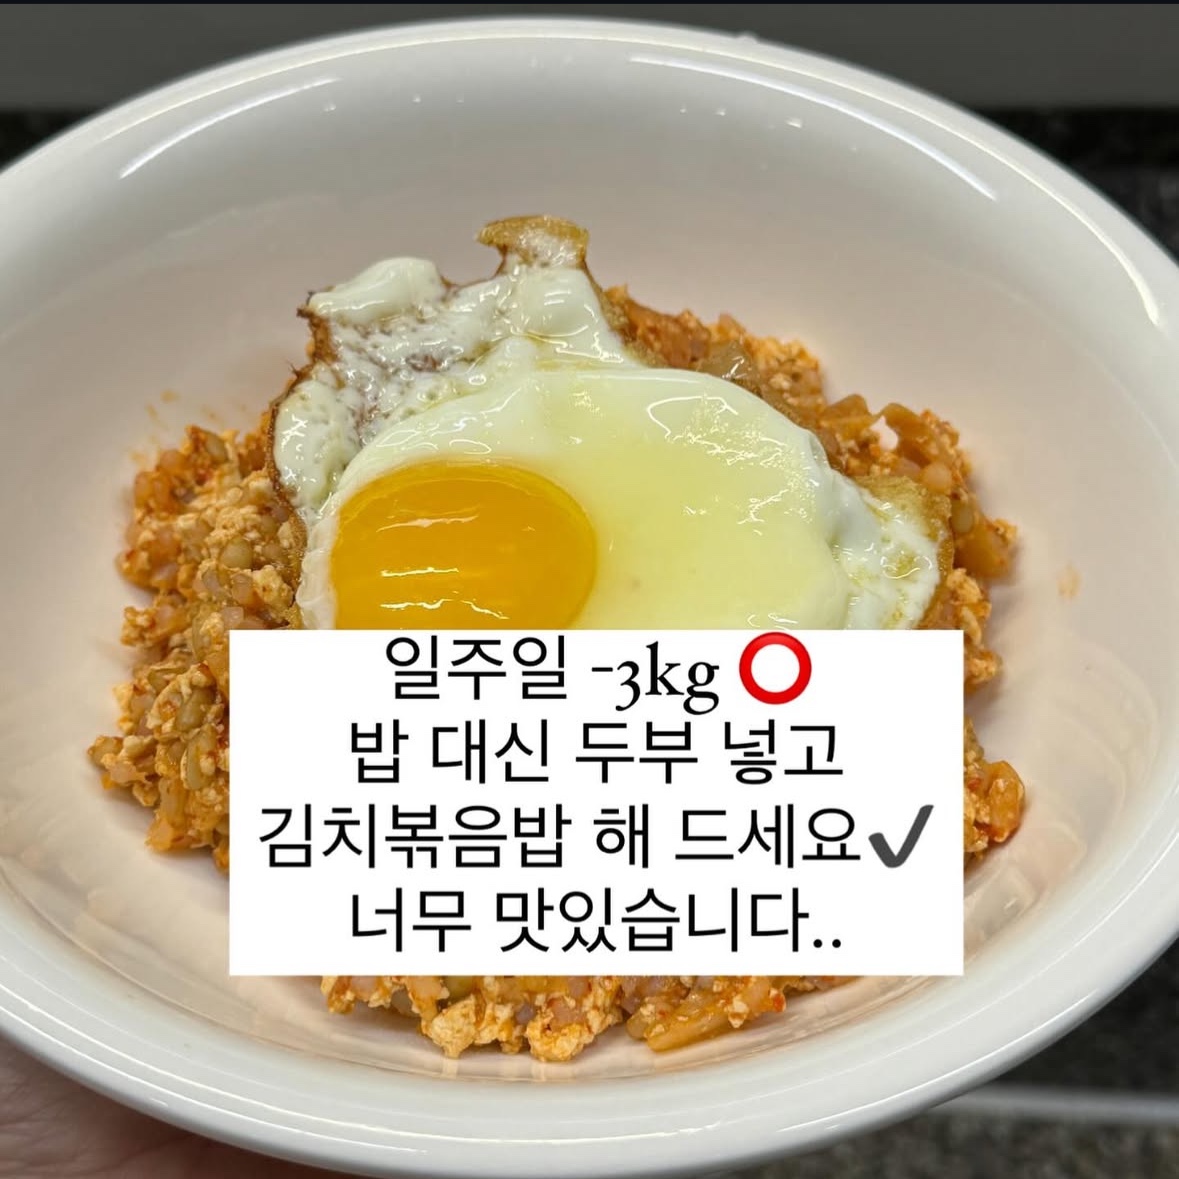 일주일 -3kg ⭕
밥 대신 두부 넣고
김치볶음밥 해 드세요✔
너무 맛있습니다..